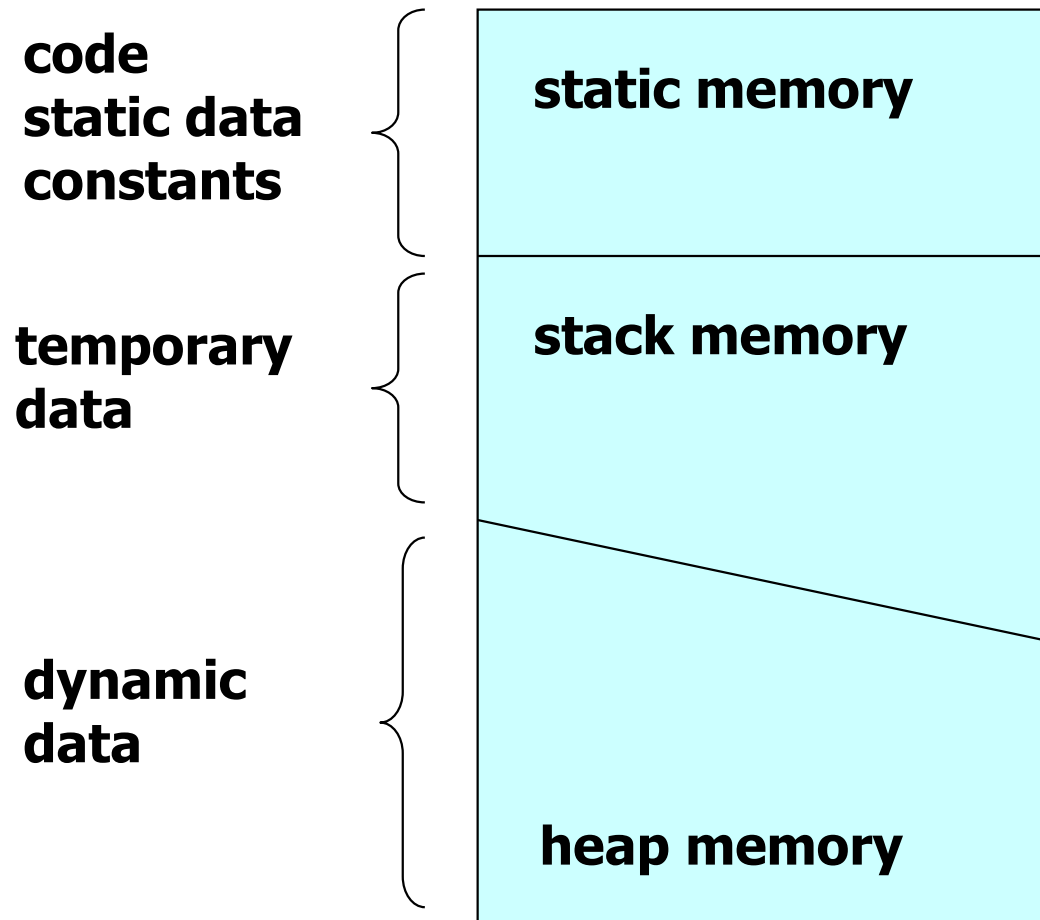 code
static data
constants
static memory
temporary
data
stack memory
dynamic
data
heap memory